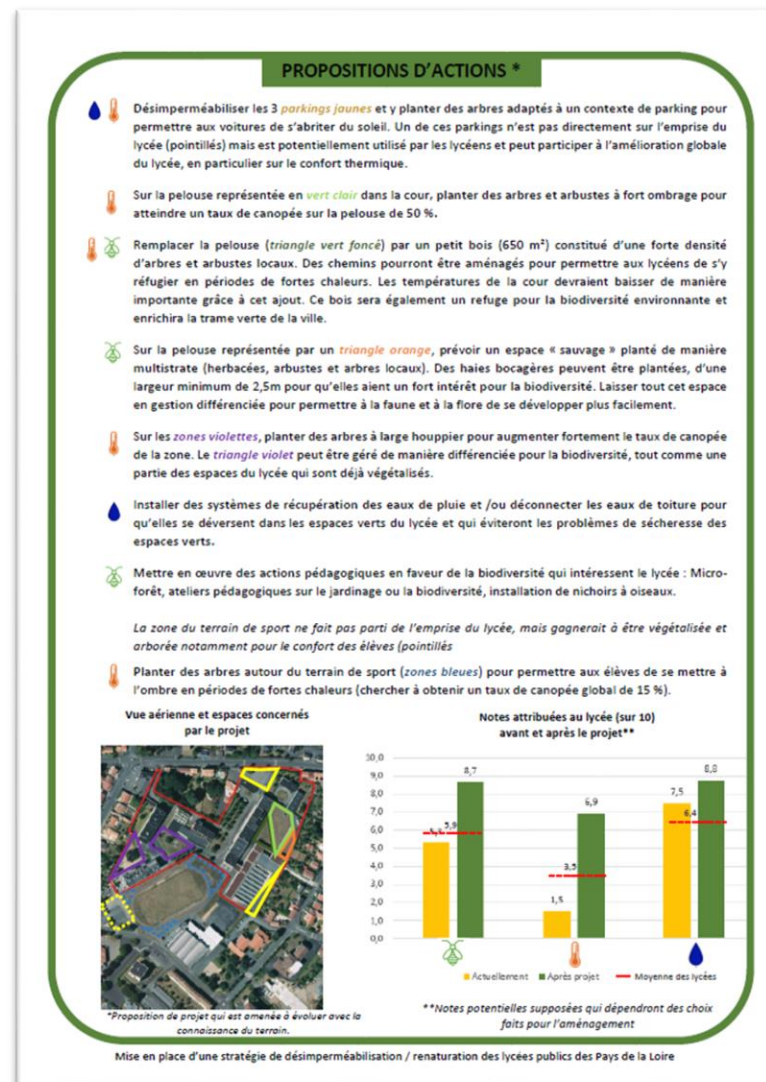 PROPOSITIONS D'ACTIONS *
Désimperméabiliser les 3 parkings jaunes et y planter des arbres adaptés à un contexte de parking pour
permettre aux voitures de s'abriter du soleil. Un de ces parkings n'est pas directement sur l'emprise du
lycée (pointillés) mais est potentiellement utilisé par les lycéens et peut participer à l'amélioration globale
du lycée, en particulier sur le confort thermique.
Sur la pelouse représentée en vert clair dans la cour, planter des arbres et arbustes à fort ombrage pour
atteindre un taux de canopée sur la pelouse de 50 %.
Remplacer la pelouse (triangle vert foncé) par un petit bois (650 m²) constitué d'une forte densité
d'arbres et arbustes locaux. Des chemins pourront être aménagés pour permettre aux lycéens de s'y
réfugier en périodes de fortes chaleurs. Les températures de la cour devraient baisser de manière
importante grâce à cet ajout. Ce bois sera également un refuge pour la biodiversité environnante et
enrichira la trame verte de la ville.
Sur la pelouse représentée par un triangle orange, prévoir un espace « sauvage » planté de manière
multistrate (herbacées, arbustes et arbres locaux). Des haies bocagères peuvent être plantées, d'une
largeur minimum de 2,5m pour qu'elles aient un fort intérêt pour la biodiversité. Laisser tout cet espace
en gestion différenciée pour permettre à la faune et à la flore de se développer plus facilement.
Sur les zones violettes, planter des arbres à large houppier pour augmenter fortement le taux de canopée
de la zone. Le triangle violet peut être géré de manière différenciée pour la biodiversité, tout comme une
partie des espaces du lycée qui sont déjà végétalisés.
Installer des systèmes de récupération des eaux de pluie et /ou déconnecter les eaux de toiture pour
qu'elles se déversent dans les espaces verts du lycée et qui éviteront les problèmes de sécheresse des
espaces verts.
Mettre en œuvre des actions pédagogiques en faveur de la biodiversité qui intéressent le lycée : Micro-
forêt, ateliers pédagogiques sur le jardinage ou la biodiversité, installation de nichoirs à oiseaux.
La zone du terrain de sport ne fait pas parti de l'emprise du lycée, mais gagnerait à être végétalisée et
arborée notamment pour le confort des élèves (pointillés
Planter des arbres autour du terrain de sport (zones bleues) pour permettre aux élèves de se mettre à
l'ombre en périodes de fortes chaleurs (chercher à obtenir un taux de canopée global de 15 %).
Vue aérienne et espaces concernés
par le projet
*Proposition de projet qui est amenée à évoluer avec la
connaissance du terrain.
Notes attribuées au lycée (sur 10)
avant et après le projet**
10,0
9,0
8,0
7,0
6,0
5,0
4,0
3,0
2,0
1,0
0,0
5,9
8,7
1,5
3,5
6,9
7,5
6,4
8,8
Actuellement
Après projet
Moyenne des lycées
**Notes potentielles supposées qui dépendront des choix
faits pour l'aménagement
Mise en place d'une stratégie de désimperméabilisation / renaturation des lycées publics des Pays de la Loire